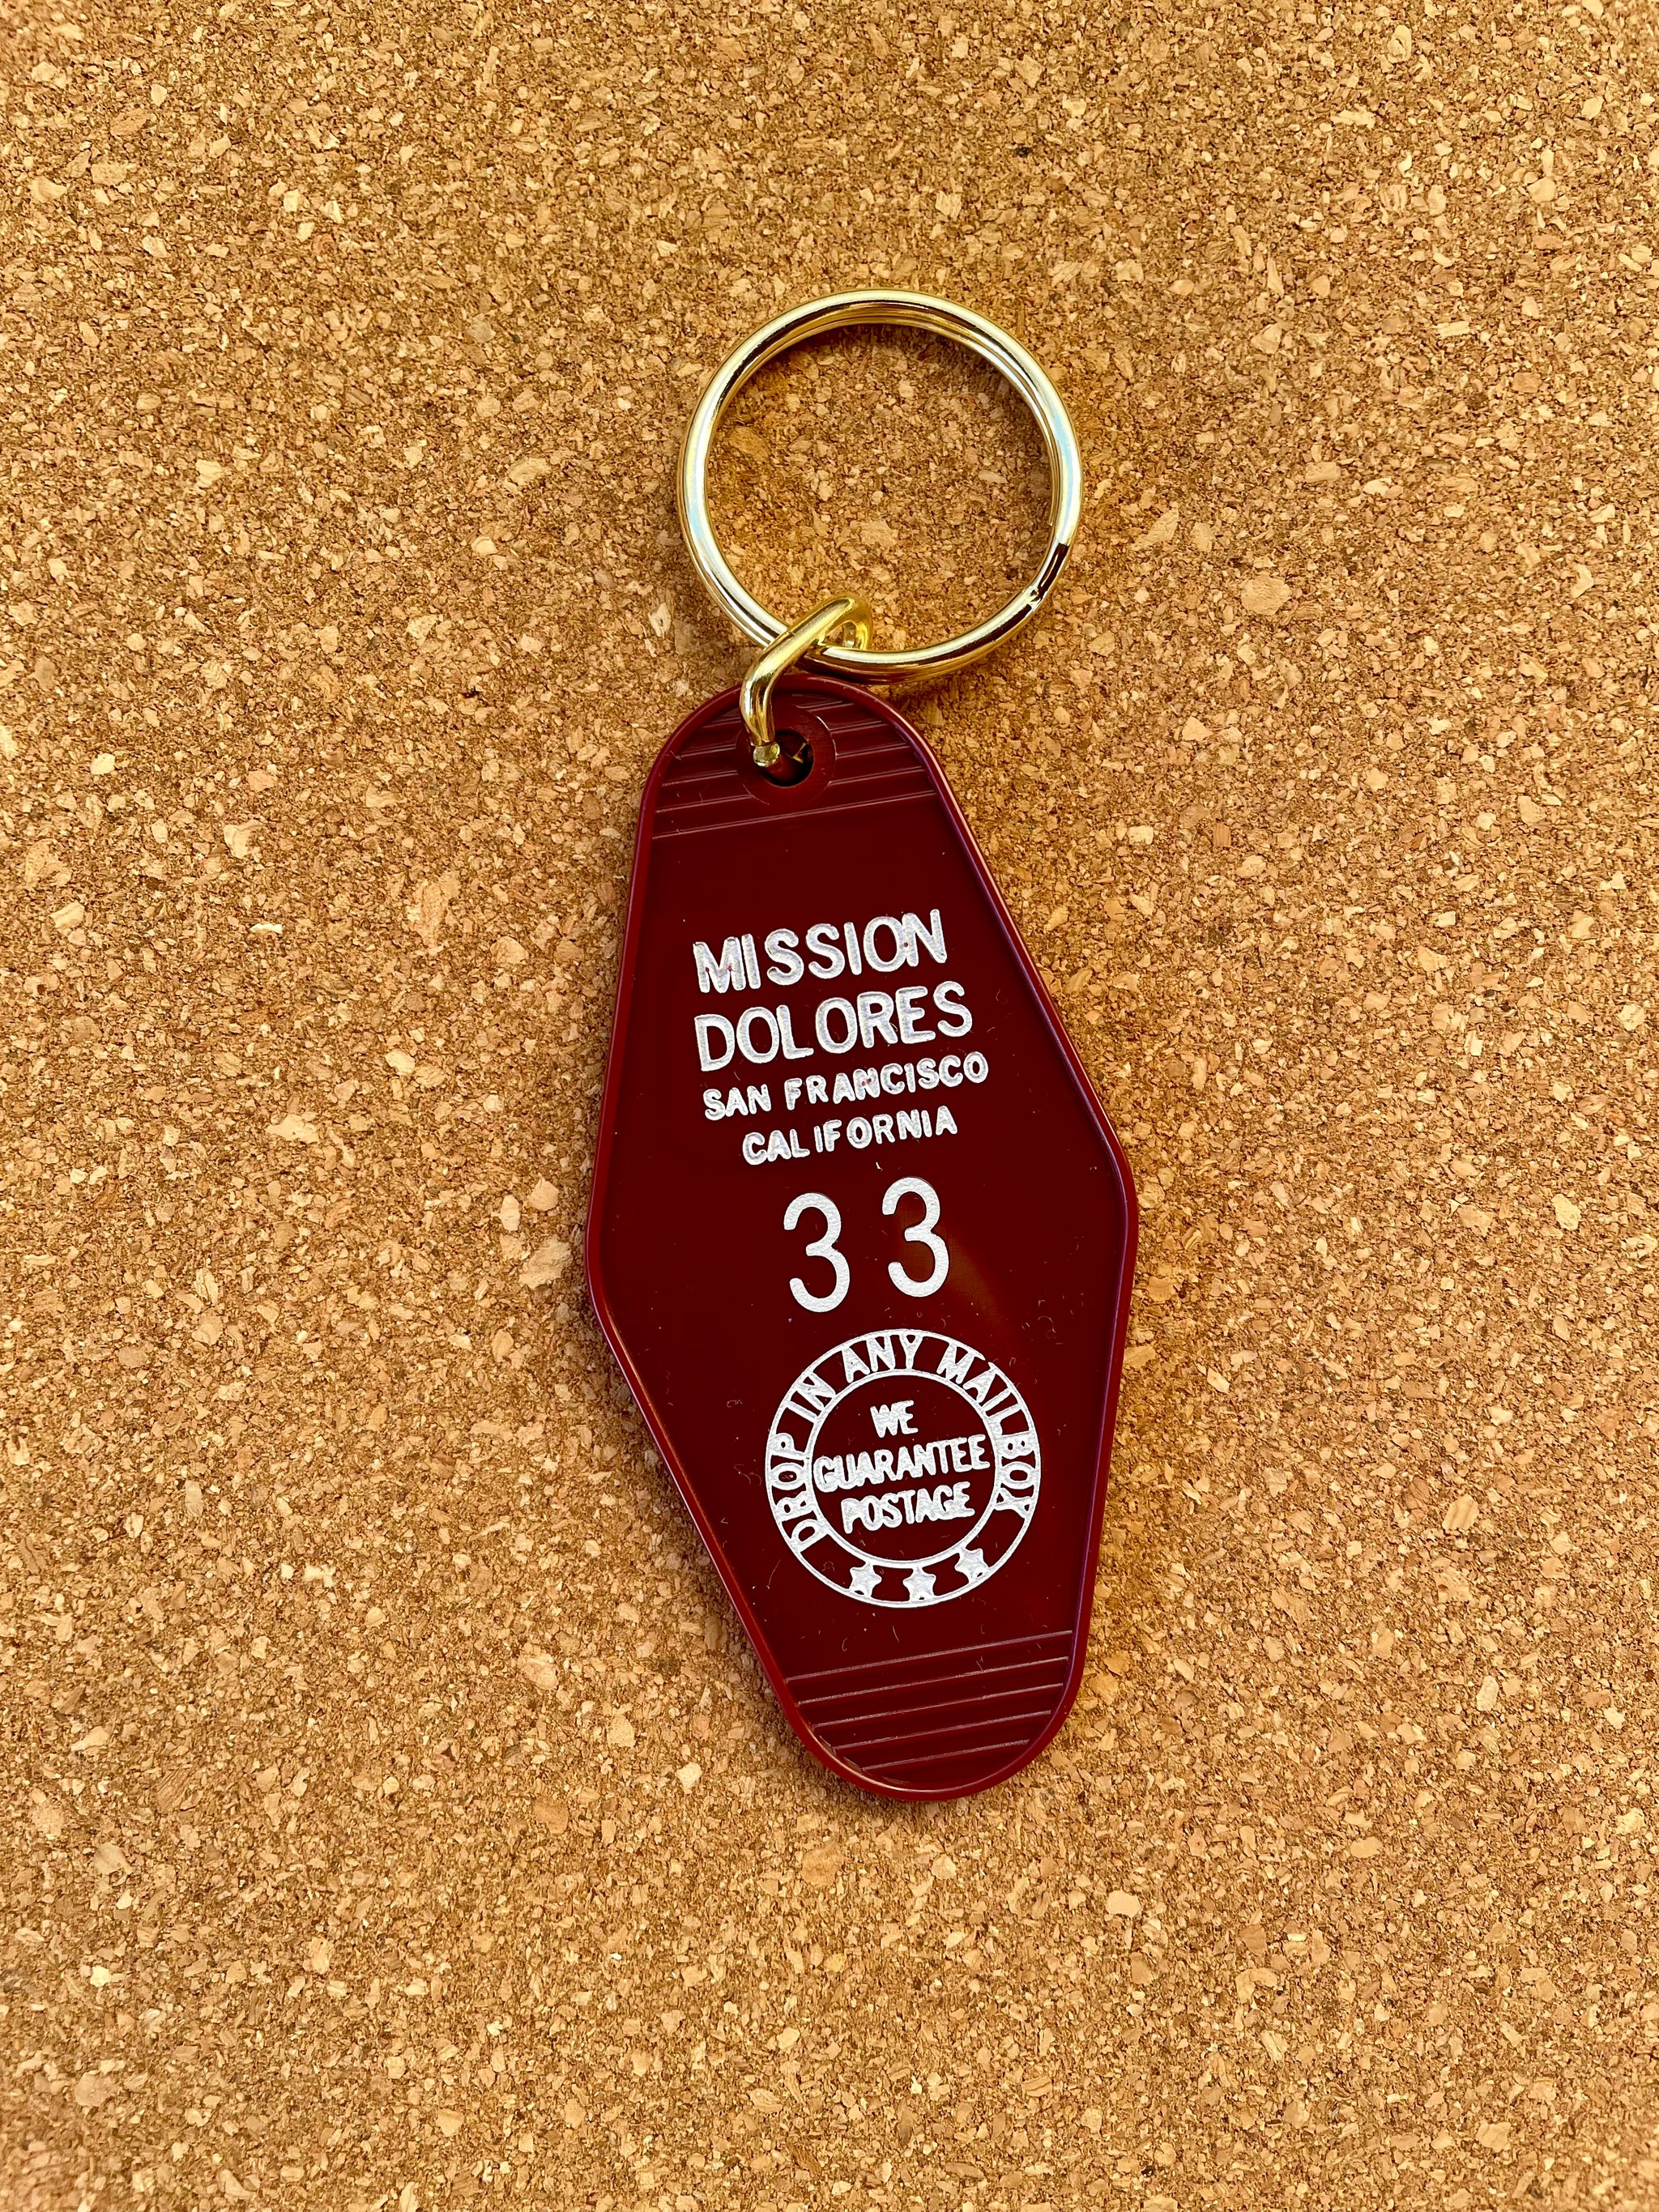 MISSION
DOLORES
SAN FRANCISCO
CALIFORNIA
33
DROP IN ANY MAILBOX
WE
GUARANTEE
POSTAGE